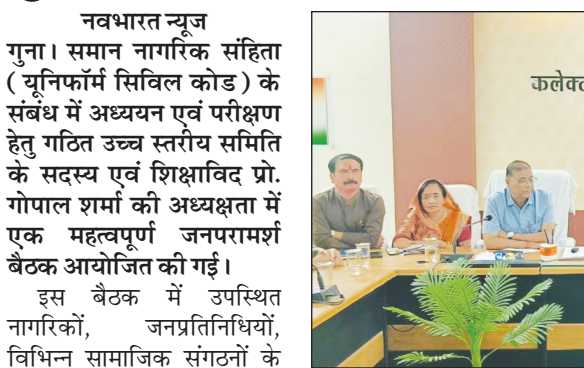 नवभारत न्यूज
गुना। समान नागरिक संहिता
( यूनिफॉर्म सिविल कोड ) के
संबंध में अध्ययन एवं परीक्षण
हेतु गठित उच्च स्तरीय समिति
के सदस्य एवं शिक्षाविद प्रो.
गोपाल शर्मा की अध्यक्षता में
एक महत्वपूर्ण जनपरामर्श
बैठक आयोजित की गई।
इस बैठक में उपस्थित
नागरिकों, जनप्रतिनिधियों,
विभिन्न सामाजिक संगठनों के